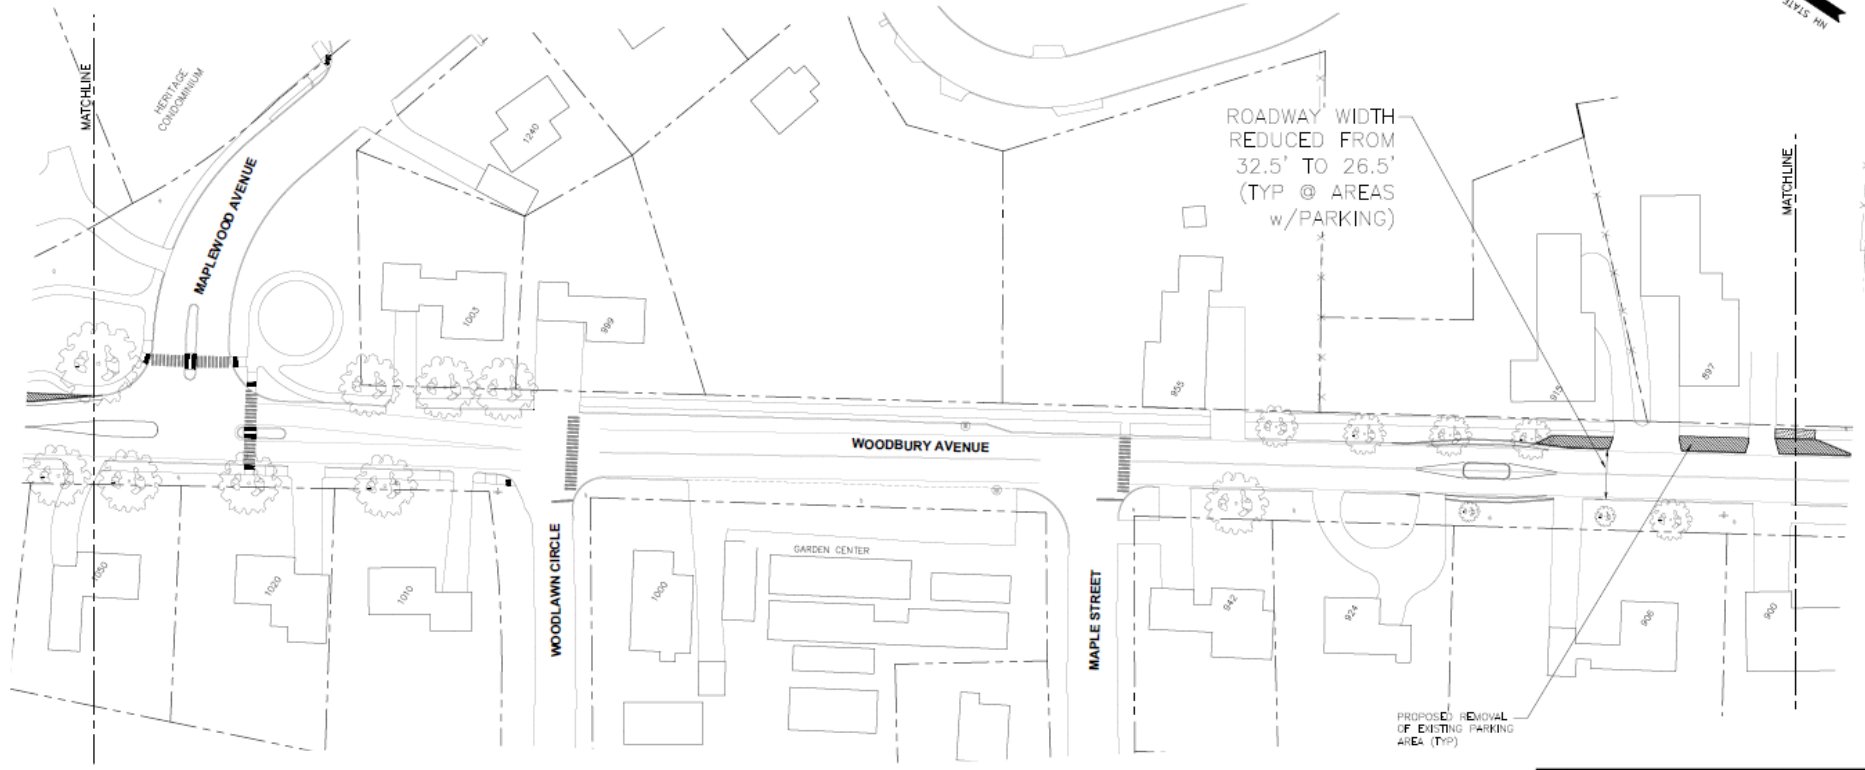 NH STATE
MATCHLINE
HERITAGE
CONDOMINIUM
MAPLEWOOD AVENUE
1240
ROADWAY WIDTH
REDUCED FROM
32.5' TO 26.5'
(TYP @ AREAS
w/PARKING)
MATCHLINE
1003
999
955
915
897
WOODBURY AVENUE
1050
1020
1010
WOODLAWN CIRCLE
1000
GARDEN CENTER
MAPLE STREET
942
924
906
900
PROPOSED REMOVAL
OF EXISTING PARKING
AREA (TYP)